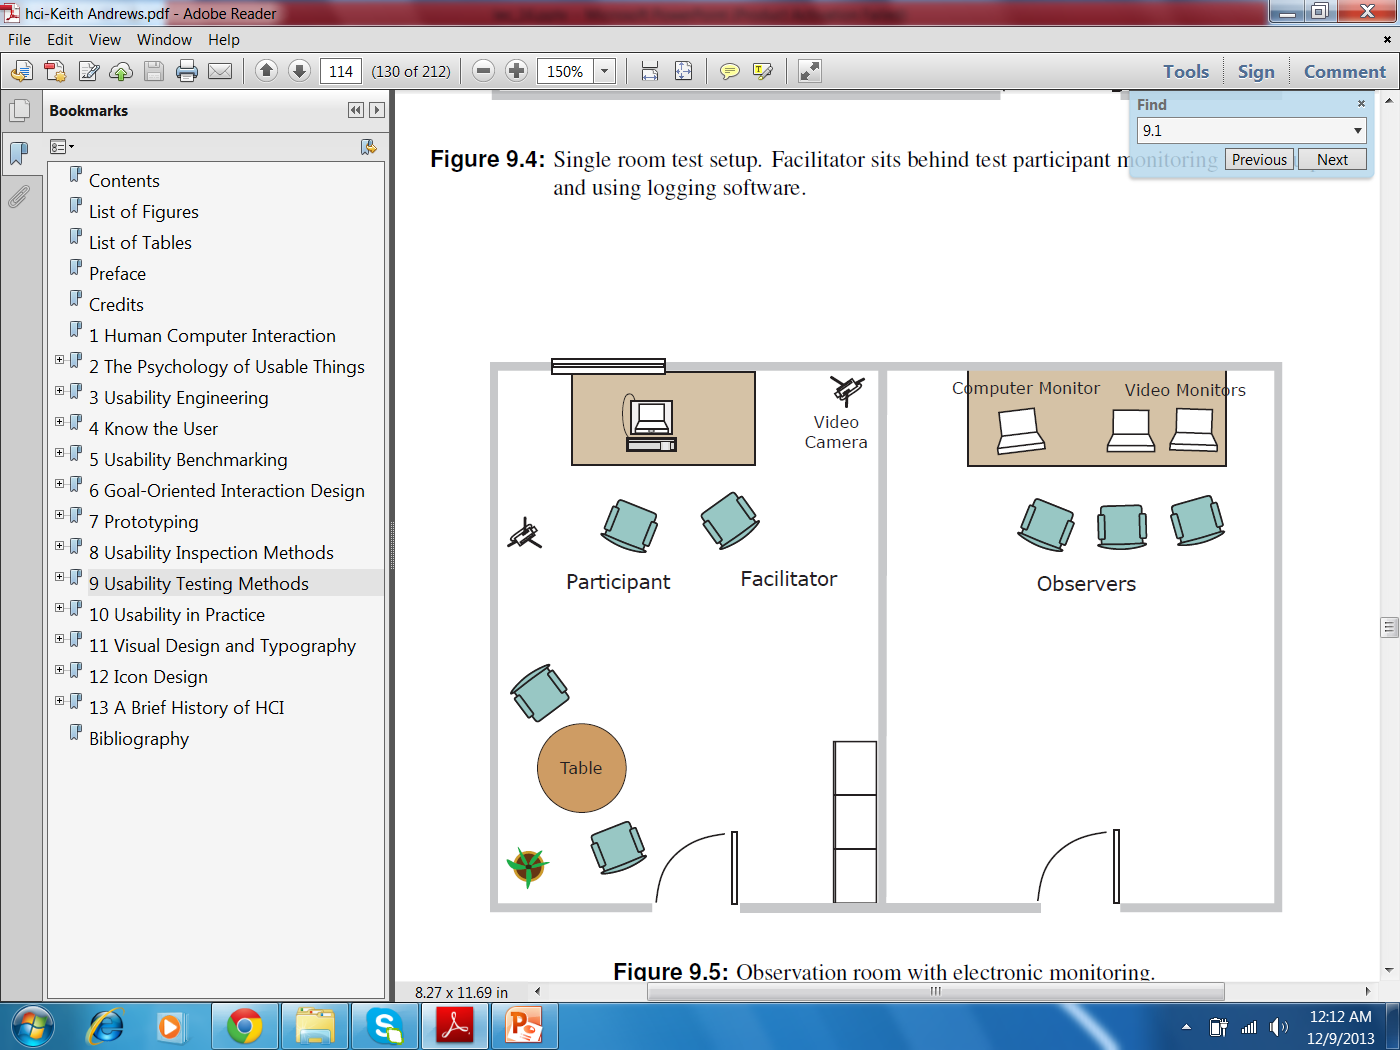 hci-Keith Andrews.pdf - Adobe Reader
File Edit View Window Help
114 (130 of 212) 150% Tools Sign Comment
Bookmarks
Contents
List of Figures
List of Tables
Preface
Credits
1 Human Computer Interaction
2 The Psychology of Usable Things
3 Usability Engineering
4 Know the User
5 Usability Benchmarking
6 Goal-Oriented Interaction Design
7 Prototyping
8 Usability Inspection Methods
9 Usability Testing Methods
10 Usability in Practice
11 Visual Design and Typography
12 Icon Design
13 A Brief History of HCI
Bibliography
Find
9.1
Previous Next
Figure 9.4: Single room test setup. Facilitator sits behind test participant monitoring
and using logging software.
Computer Monitor Video Monitors
Video
Camera
Participant Facilitator
Observers
Table
Figure 9.5: Observation room with electronic monitoring.
8.27 x 11.69 in
12:12 AM
12/9/2013